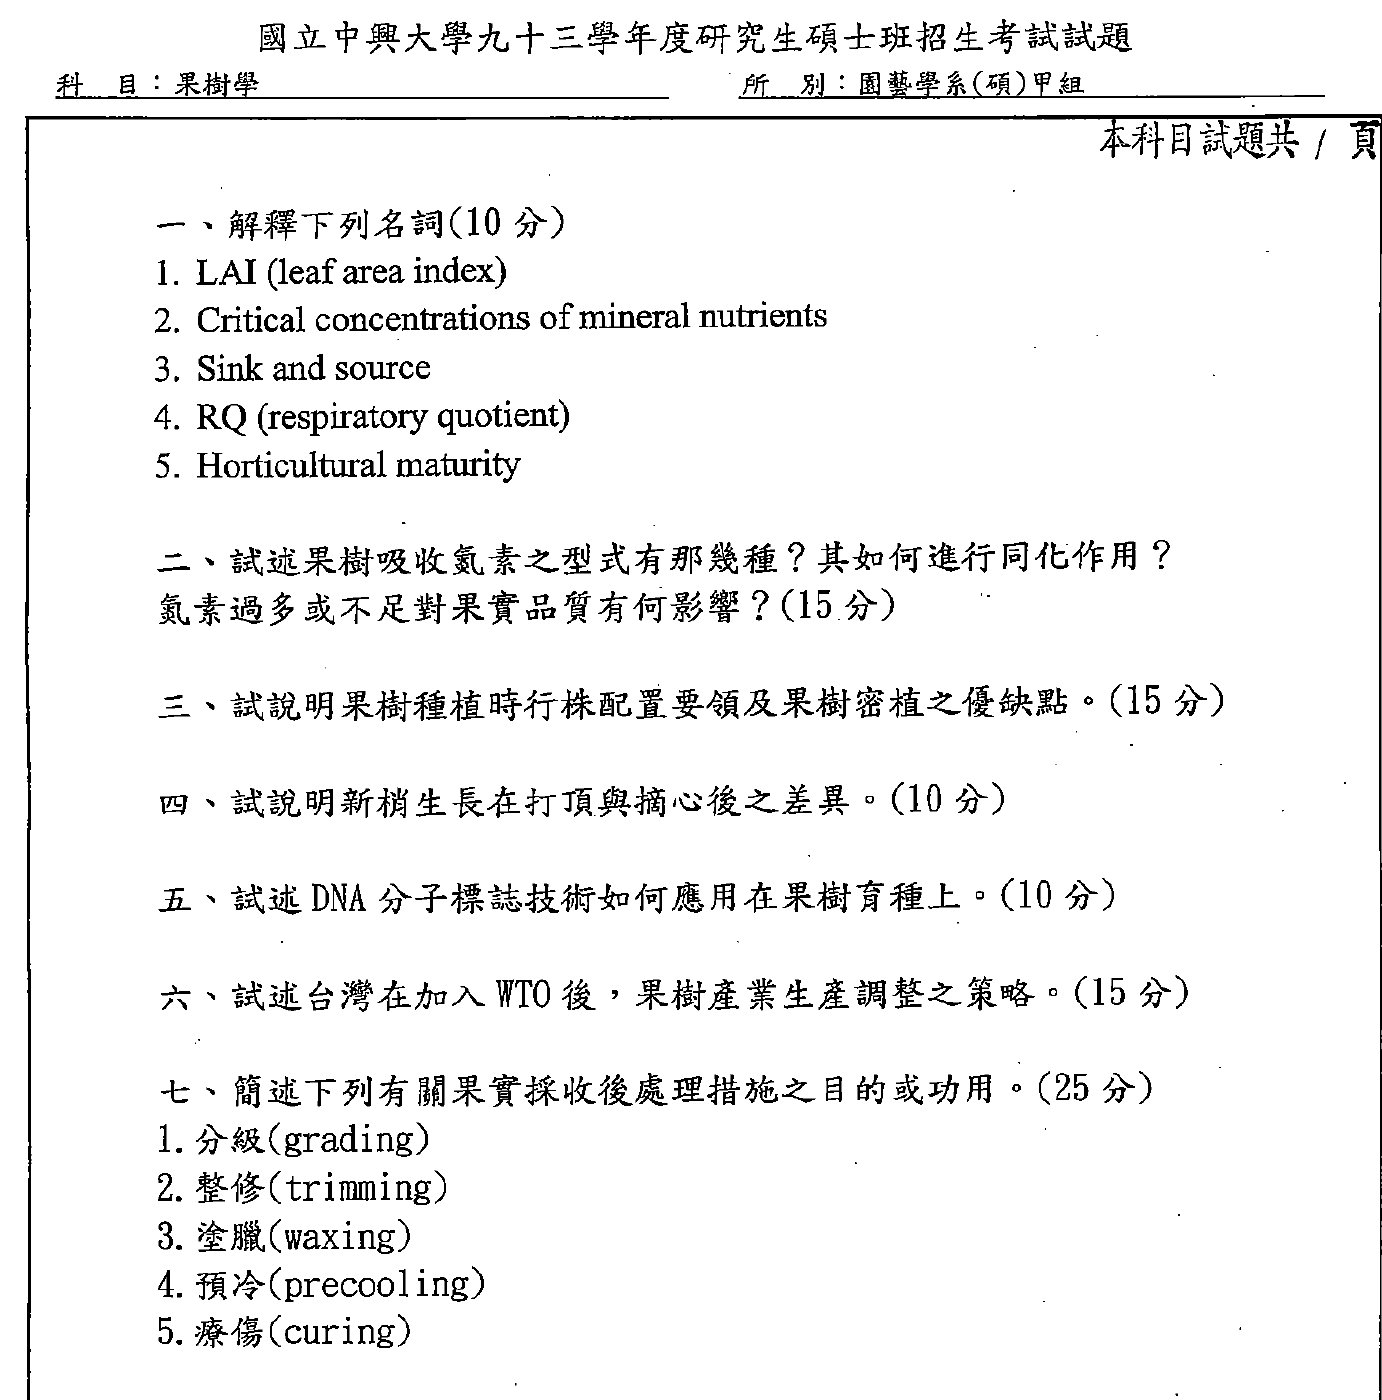 國立中興大學九十三學年度研究生碩士班招生考試試題
科 目：果樹學 所 別：園藝學系(碩)甲組
本科目試題共 / 頁
一、解釋下列名詞(10 分)
1. LAI (leaf area index)
2. Critical concentrations of mineral nutrients
3. Sink and source
4. RQ (respiratory quotient)
5. Horticultural maturity
二、試述果樹吸收氮素之型式有那幾種？其如何進行同化作用？
氮素過多或不足對果實品質有何影響？(15 分)
三、試說明果樹種植時行株配置要領及果樹密植之優缺點。(15 分)
四、試說明新梢生長在打頂與摘心後之差異。(10 分)
五、試述 DNA 分子標誌技術如何應用在果樹育種上。(10 分)
六、試述台灣在加入 WTO 後，果樹產業生產調整之策略。(15 分)
七、簡述下列有關果實採收後處理措施之目的或功用。(25 分)
1. 分級(grading)
2. 整修(trimming)
3. 塗臘(waxing)
4. 預冷(precooling)
5. 療傷(curing)